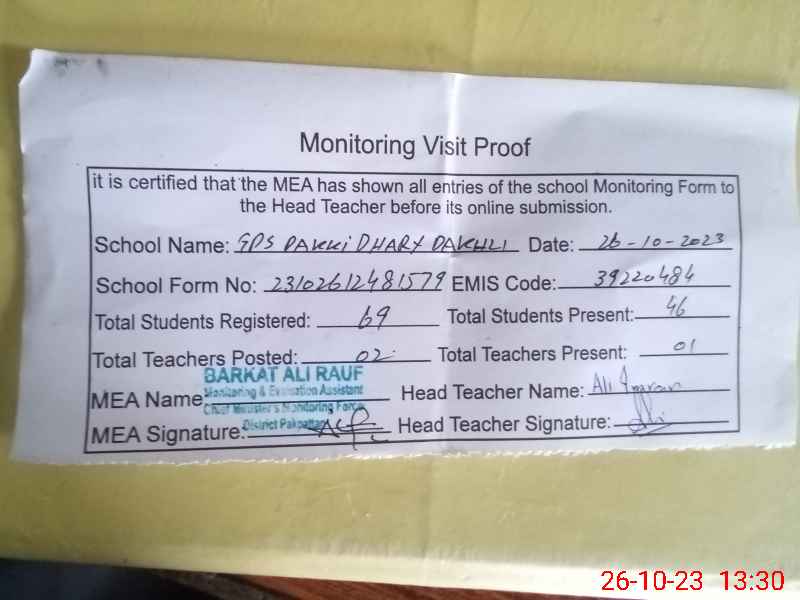 Monitoring Visit Proof
it is certified that the MEA has shown all entries of the school Monitoring Form to
the Head Teacher before its online submission.
School Name: GPS PAKKI DHARY DAKHLI Date: 26-10-2023
School Form No: 23102612481579 EMIS Code: 39220484
Total Students Registered: 69 Total Students Present: 46
Total Teachers Posted: 02 Total Teachers Present: 01
BARKAT ALI RAUF
Monitoring & Evaluation Assistant
MEA Name: Head Teacher Name: Ali Imran
Chief Minister's Monitoring Force
District Pakpattan
MEA Signature. Head Teacher Signature:
26-10-23 13:30